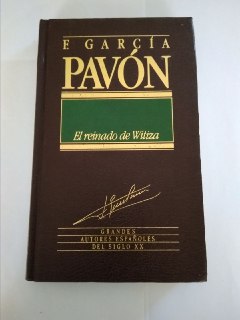 F GARCÍA
PAVÓN
El reinado de Witiza
GRANDES
AUTORES ESPAÑOLES
DEL SIGLO XX